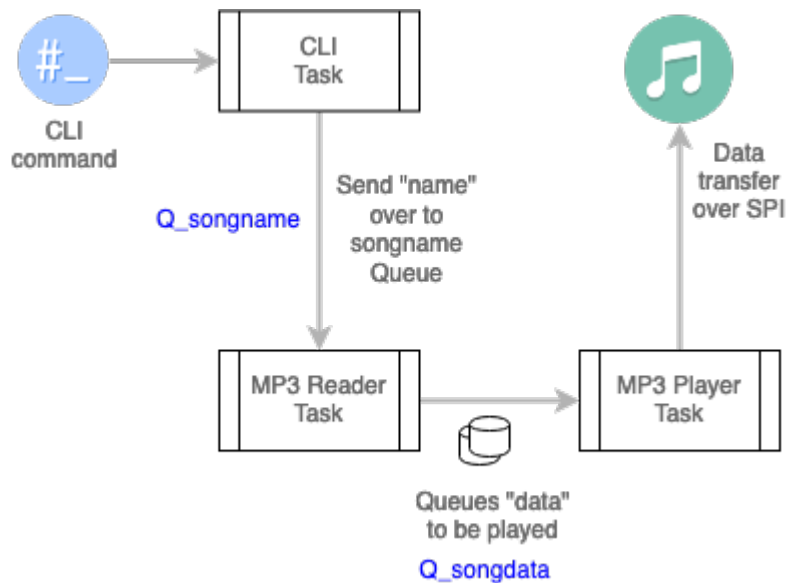 #_
CLI
command
CLI
Task
Q_songname
Send "name"
over to
songname
Queue
Data
transfer
over SPI
MP3 Reader
Task
MP3 Player
Task
Queues "data"
to be played
Q_songdata